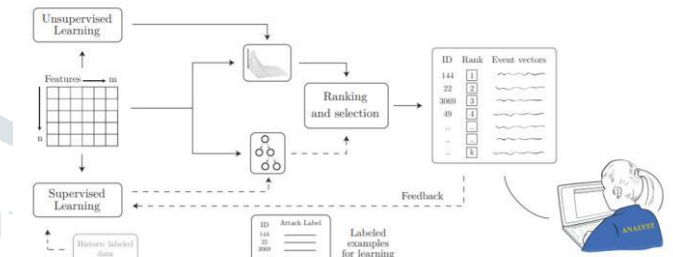 Unsupervised
Learning
Features m
n
Supervised
Learning
Historic labeled
data
Ranking
and selection
ID Rank Event vectors
144 1
22 2
3069 3
49 4
.. ..
.. ..
.. k
Feedback
ID Attack Label
144
22
3069
Labeled
examples
for learning
ANALYST